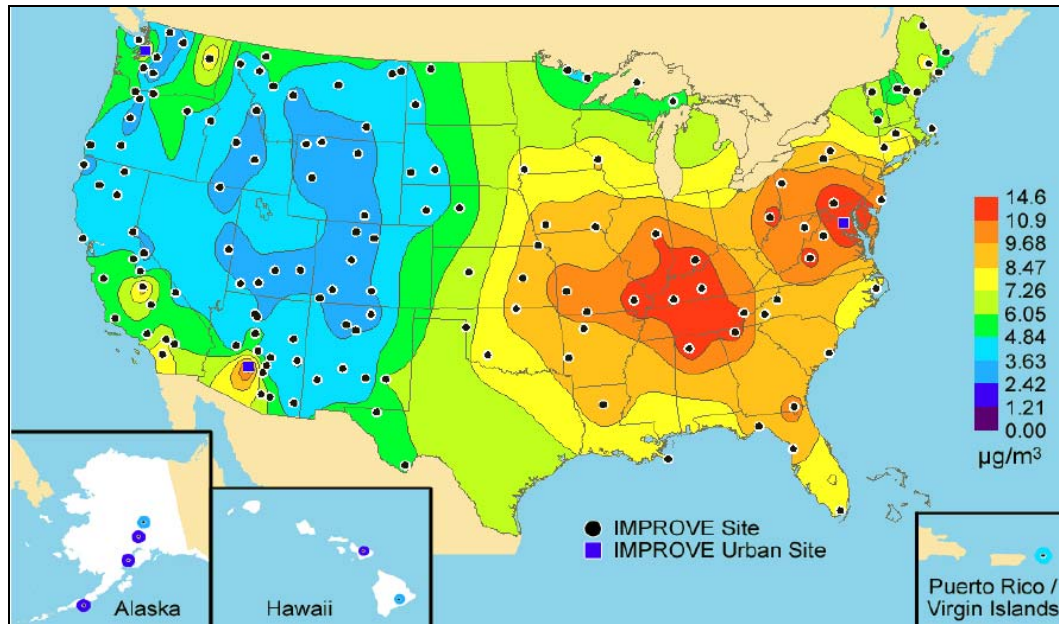 14.6
10.9
9.68
8.47
7.26
6.05
4.84
3.63
2.42
1.21
0.00
µg/m³
IMPROVE Site
IMPROVE Urban Site
Alaska
Hawaii
Puerto Rico /
Virgin Islands